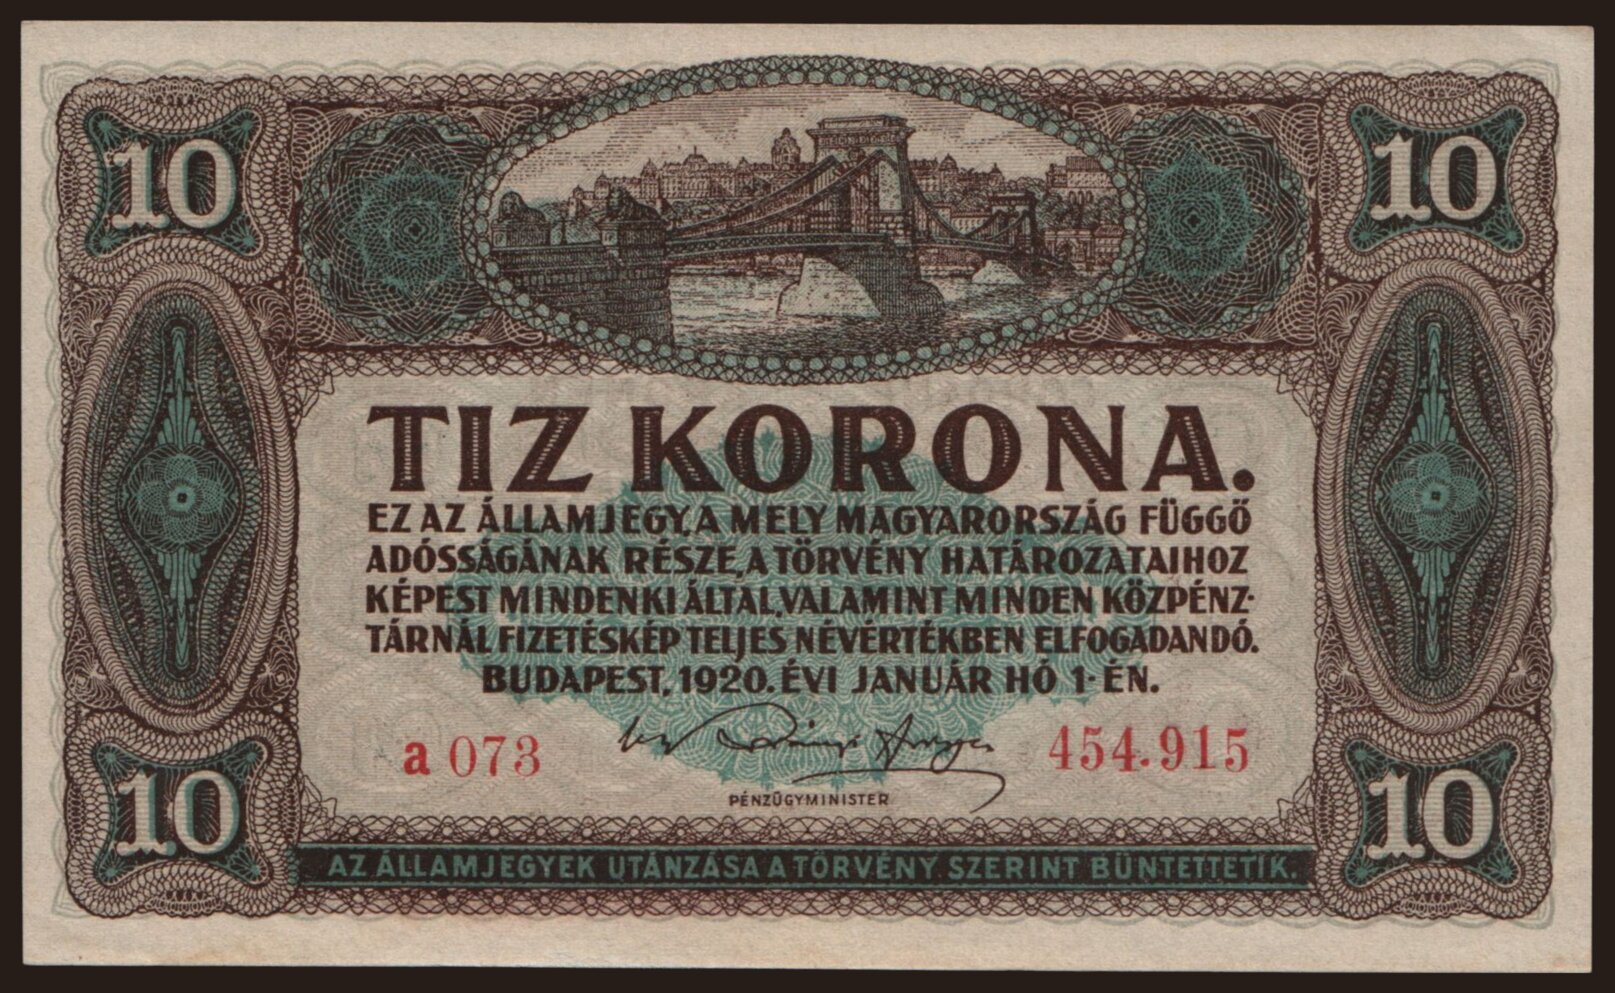 10 10
TIZ KORONA.
EZ AZ ÁLLAMJEGY, A MELY MAGYARORSZÁG FÜGGŐ
ADÓSSÁGÁNAK RÉSZE, A TÖRVÉNY HATÁROZATAIHOZ
KÉPEST MINDENKI ÁLTAL, VALAMINT MINDEN KÖZPÉNZ-
TÁRNÁL FIZETÉSKÉP TELJES NÉVÉRTÉKBEN ELFOGADANDÓ.
BUDAPEST, 1920. ÉVI JANUÁR HÓ 1-ÉN.
a 073 454.915
PÉNZÜGYMINISTER
10 10
AZ ÁLLAMJEGYEK UTÁNZÁSA A TÖRVÉNY SZERINT BÜNTETTETIK.